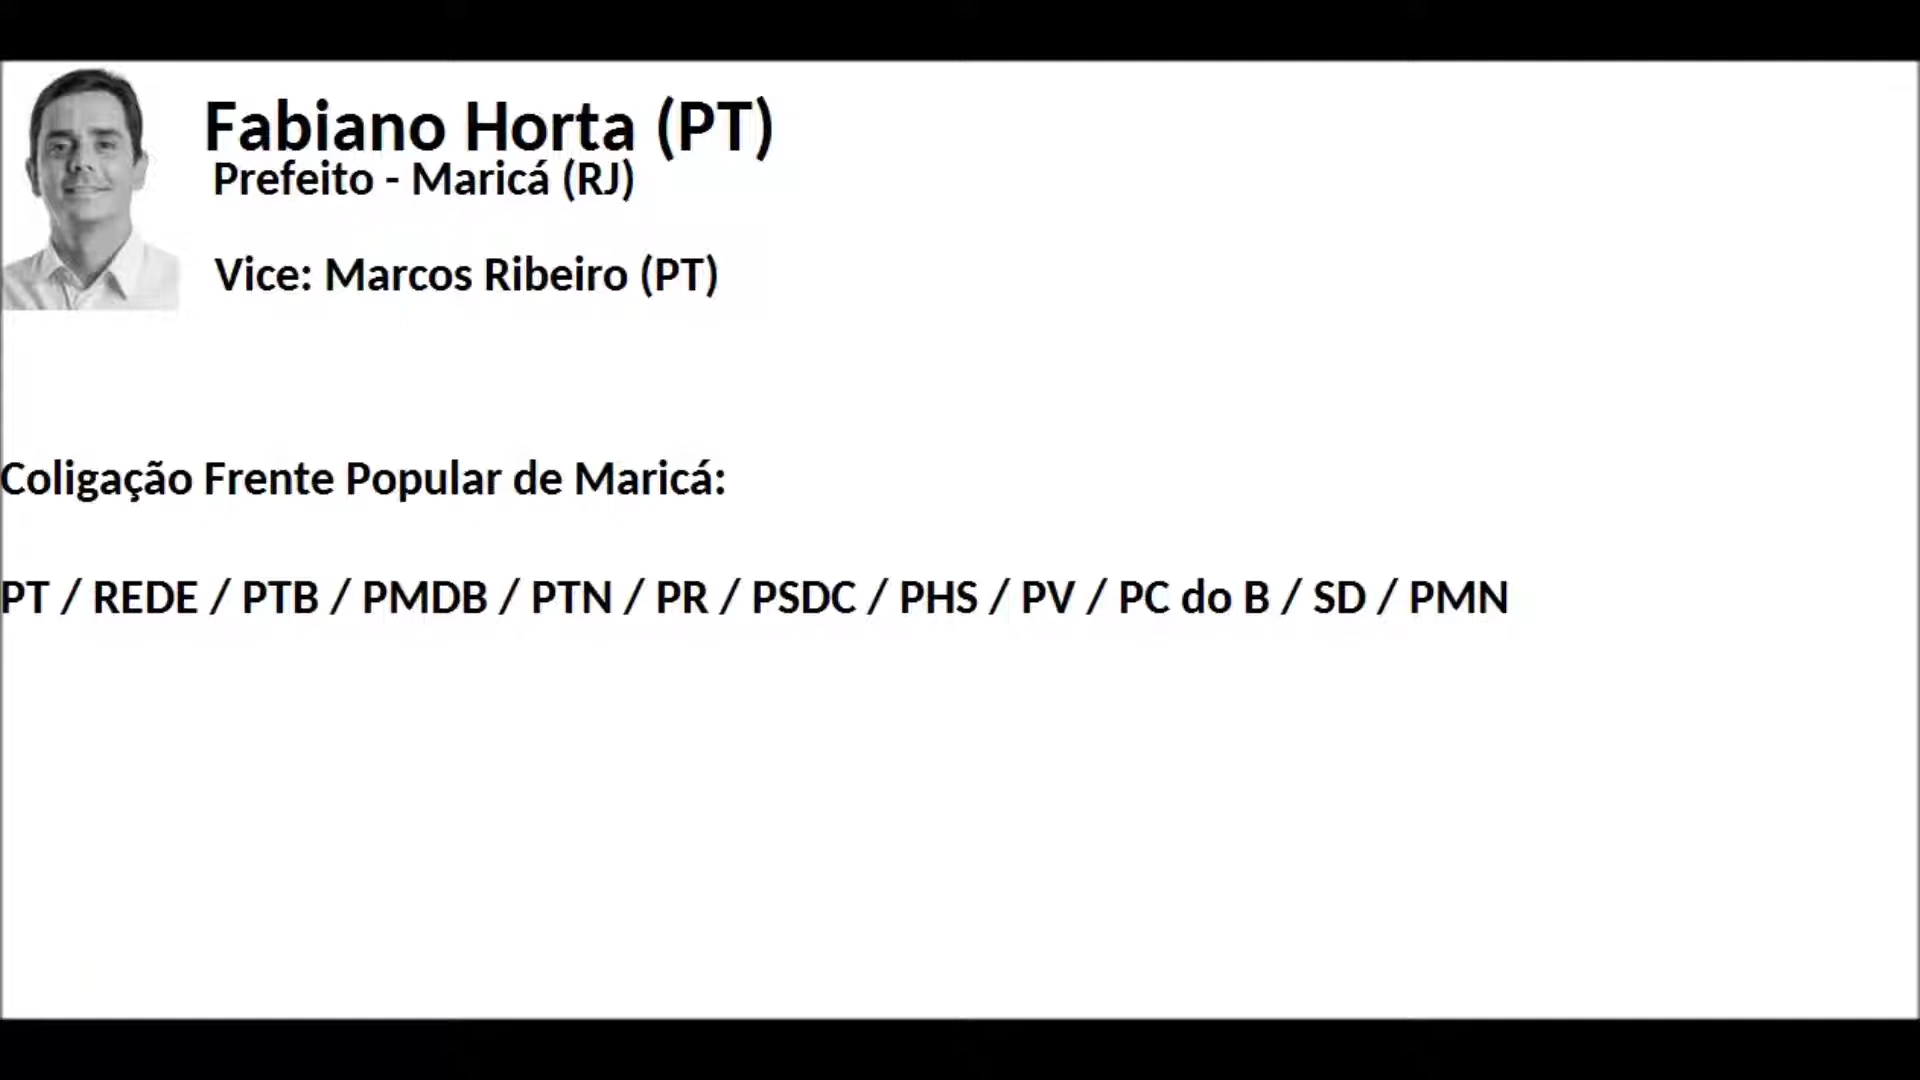 Fabiano Horta (PT)
Prefeito - Maricá (RJ)
Vice: Marcos Ribeiro (PT)
Coligação Frente Popular de Maricá:
PT / REDE / PTB / PMDB / PTN / PR / PSDC / PHS / PV / PC do B / SD / PMN